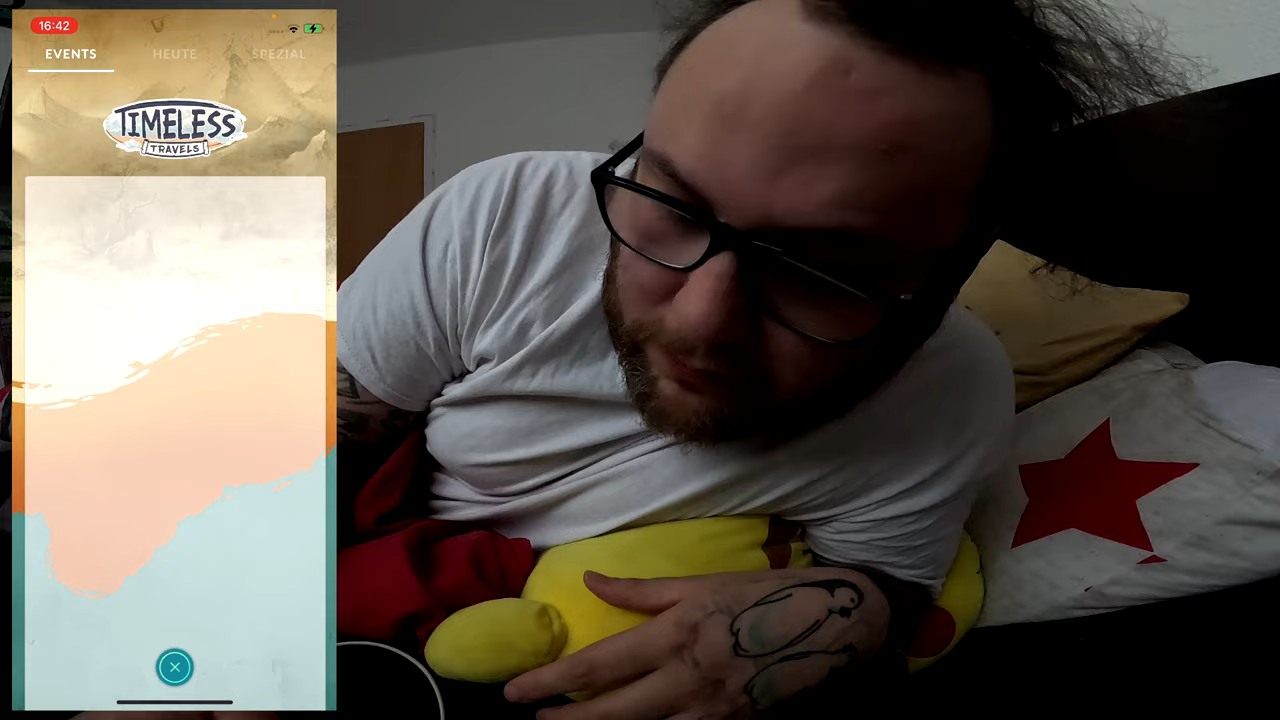 16:42
EVENTS
HEUTE
SPEZIAL
TIMELESS
TRAVELS